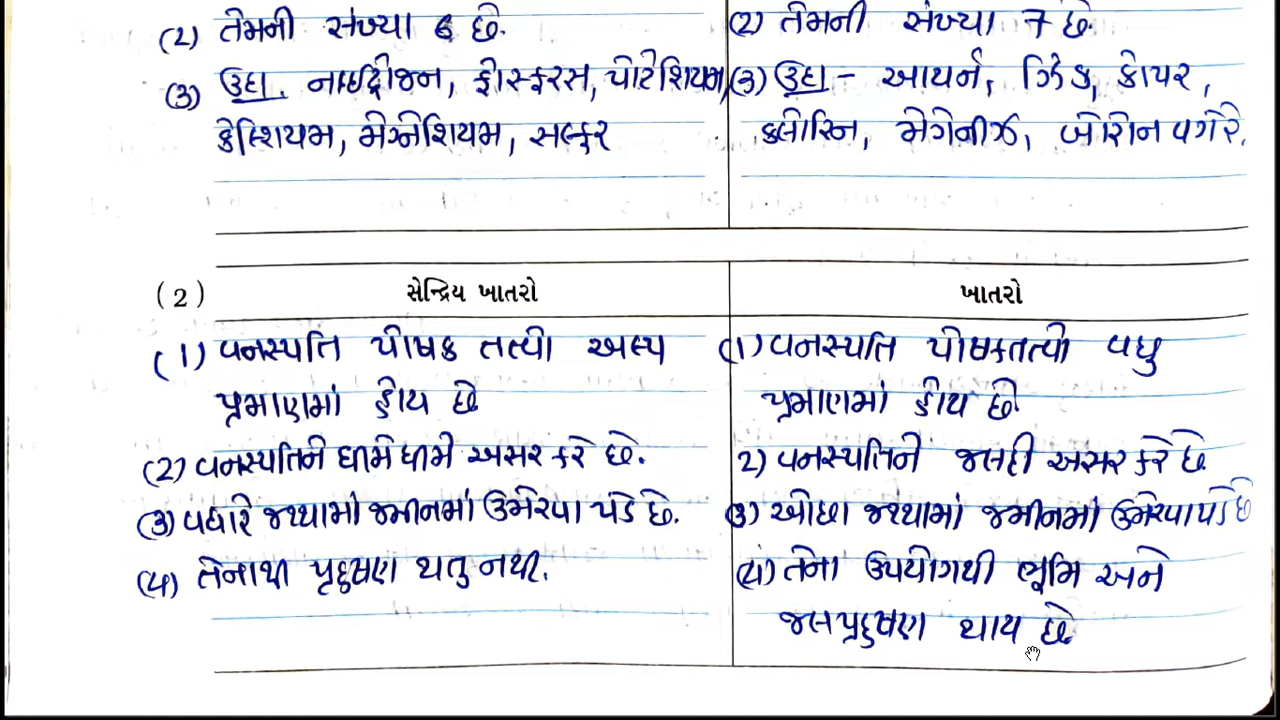 (2) તેમની સંખ્યા 6 છે.
(3) ઉદા. નાઈટ્રોજન, ફોસ્ફરસ, પોટેશિયમ,
કેલ્શિયમ, મેગ્નેશિયમ, સલ્ફર
(2) તેમની સંખ્યા 7 છે.
(3) ઉદા - આયર્ન, ઝિંક, કોપર,
ક્લોરિન, મેંગેનીઝ, બોરોન વગેરે.
(2) સેન્દ્રિય ખાતરો
(1) વનસ્પતિ પોષક તત્વો અલ્પ
પ્રમાણમાં હોય છે
(2) વનસ્પતિને ધીમે ધીમે અસર કરે છે.
(3) વધારે જથ્થામાં જમીનમાં ઉમેરવા પડે છે.
(4) તેનાથી પ્રદુષણ થતુ નથી.
ખાતરો
(1) વનસ્પતિ પોષકતત્વો વધુ
પ્રમાણમાં હોય છે.
2) વનસ્પતિને જલદી અસર કરે છે.
(3) ઓછા જથ્થામાં જમીનમાં ઉમેરવા પડે છે
(4) તેના ઉપયોગથી ભૂમિ અને
જલપ્રદુષણ થાય છે.